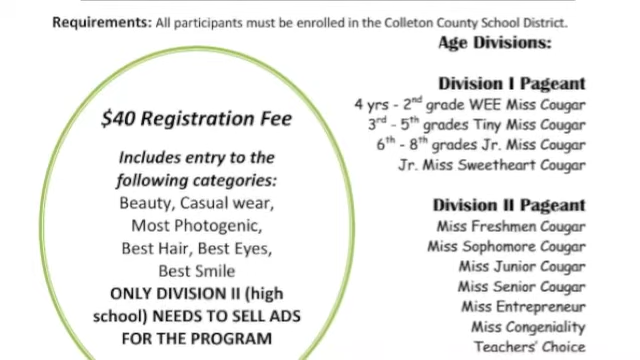 Requirements: All participants must be enrolled in the Colleton County School District.
Age Divisions:
$40 Registration Fee
Includes entry to the
following categories:
Beauty, Casual wear,
Most Photogenic,
Best Hair, Best Eyes,
Best Smile
ONLY DIVISION II (high
school) NEEDS TO SELL ADS
FOR THE PROGRAM
Division I Pageant
4 yrs - 2nd grade WEE Miss Cougar
3rd - 5th grades Tiny Miss Cougar
6th - 8th grades Jr. Miss Cougar
Jr. Miss Sweetheart Cougar
Division II Pageant
Miss Freshmen Cougar
Miss Sophomore Cougar
Miss Junior Cougar
Miss Senior Cougar
Miss Entrepreneur
Miss Congeniality
Teachers' Choice